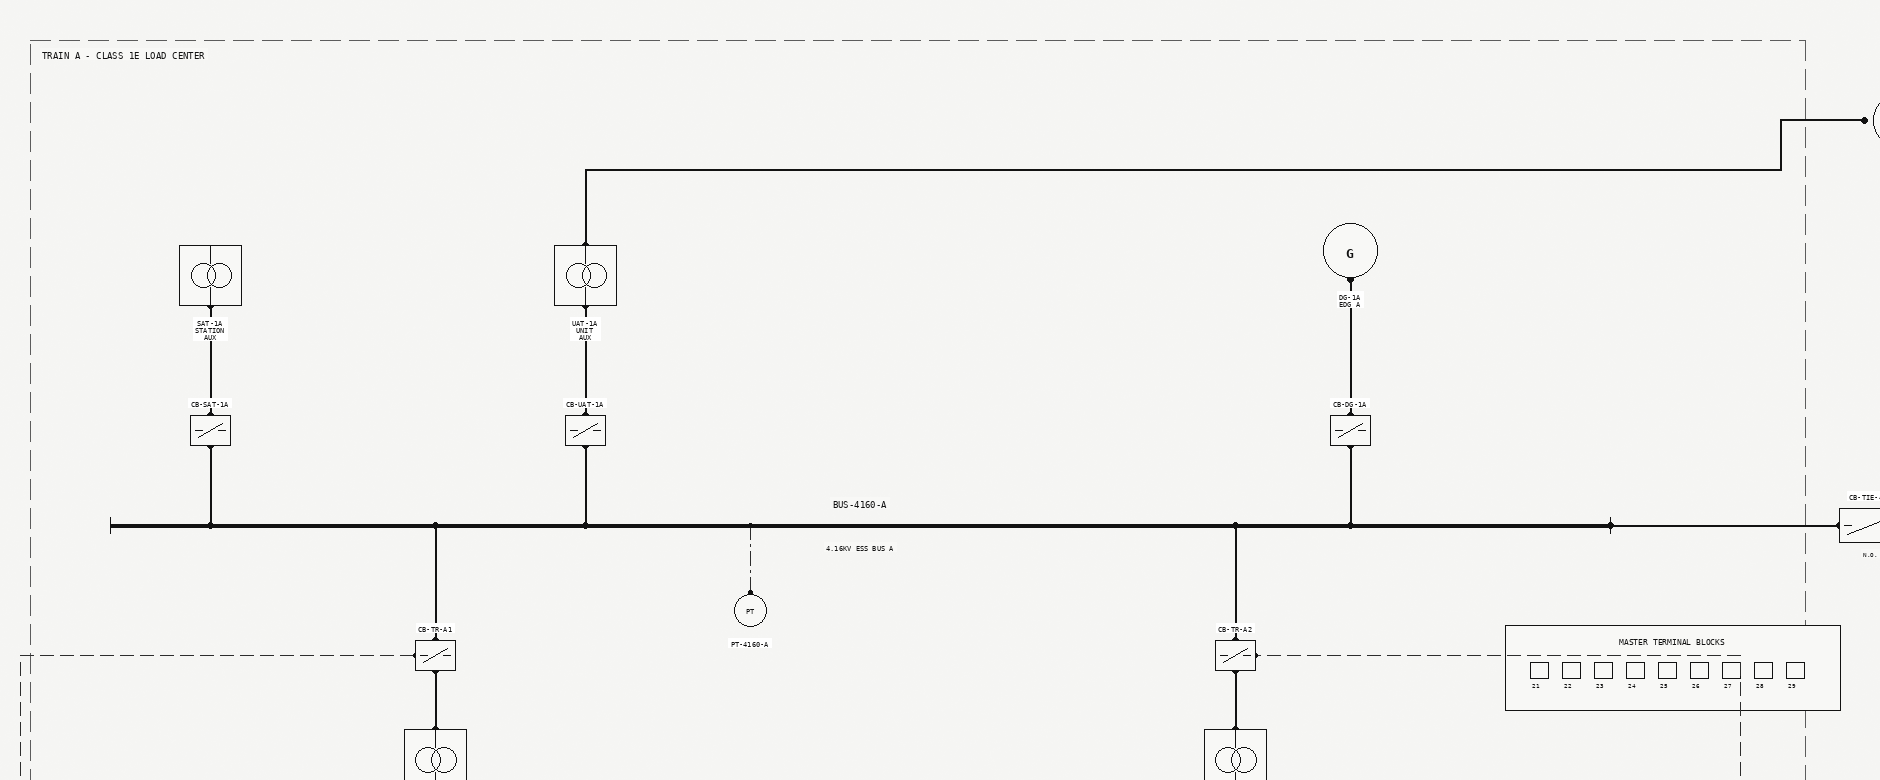 TRAIN A - CLASS 1E LOAD CENTER
G
DG-1A
EDG A
SAT-1A
STATION
AUX
UAT-1A
UNIT
AUX
CB-SAT-1A
CB-UAT-1A
CB-DG-1A
BUS-4160-A
CB-TIE-
4.16KV ESS BUS A
N.O.
PT
CB-TR-A1
CB-TR-A2
PT-4160-A
MASTER TERMINAL BLOCKS
21
22
23
24
25
26
27
28
29